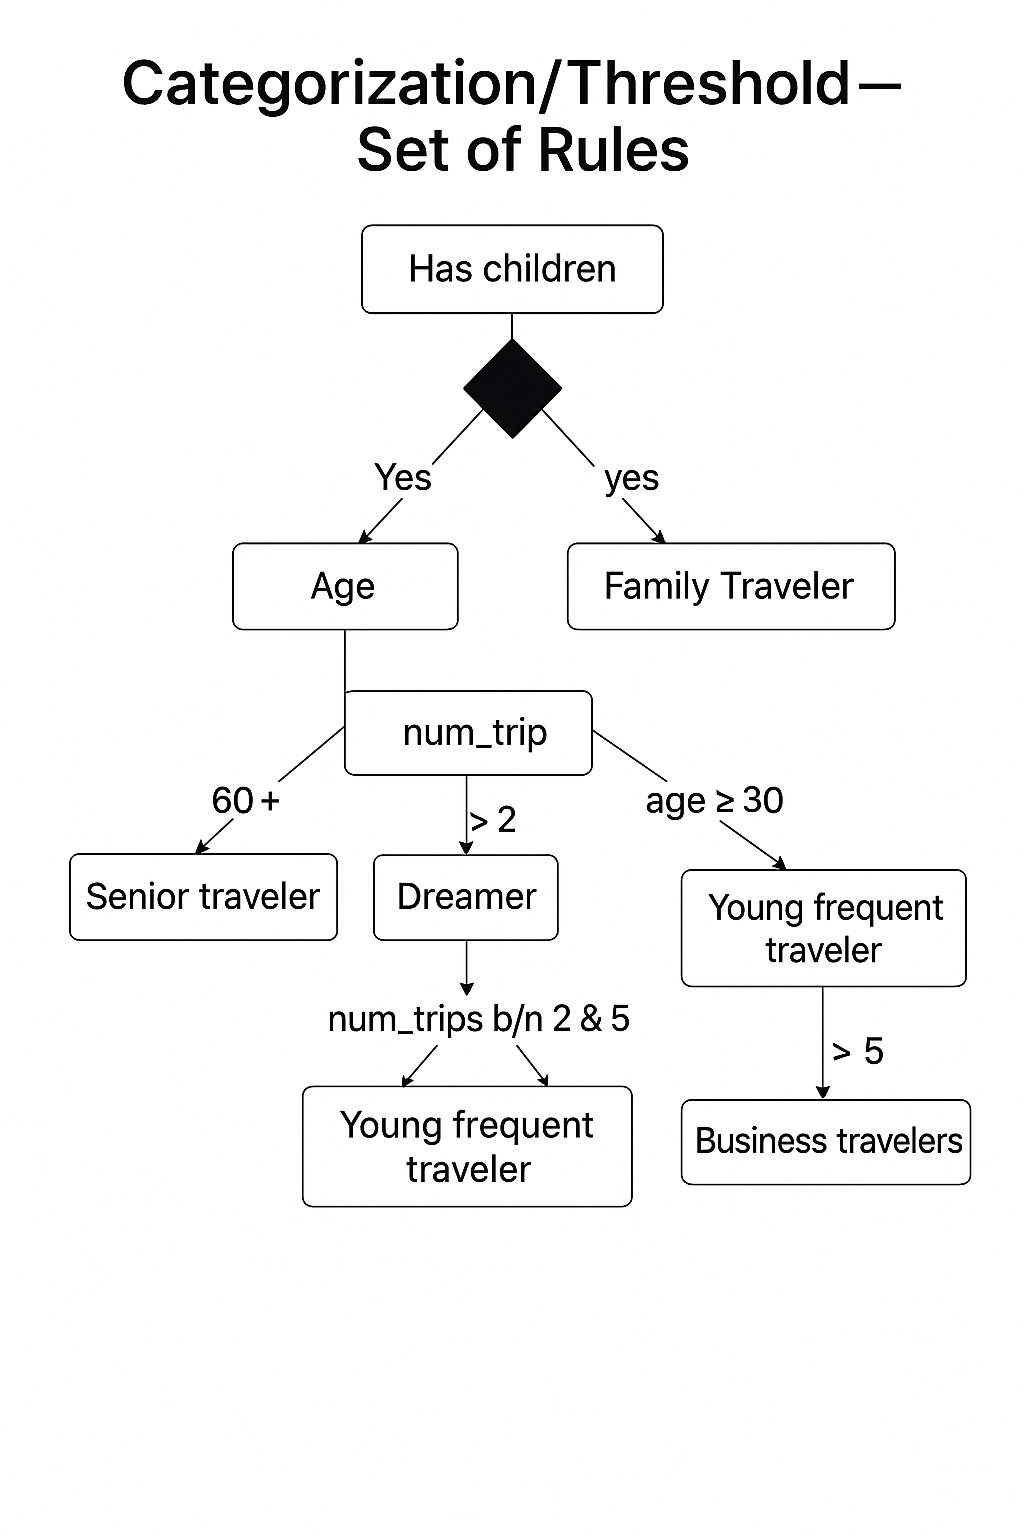 Categorization/Threshold—
Set of Rules
Has children
Yes
yes
Age
Family Traveler
num_trip
60+
> 2
age ≥ 30
Senior traveler
Dreamer
Young frequent
traveler
num_trips b/n 2 & 5
> 5
Young frequent
traveler
Business travelers